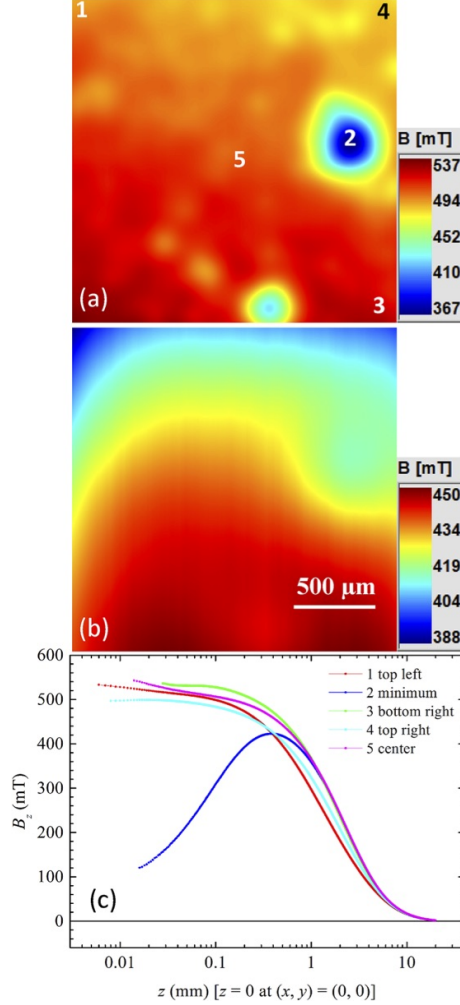 1
4
2
5
3
(a)
B [mT]
537
494
452
410
367
(b)
500 µm
B [mT]
450
434
419
404
388
600
500
400
300
200
100
0
B_z (mT)
1 top left
2 minimum
3 bottom right
4 top right
5 center
(c)
0.01 0.1 1 10
z (mm) [z = 0 at (x, y) = (0, 0)]